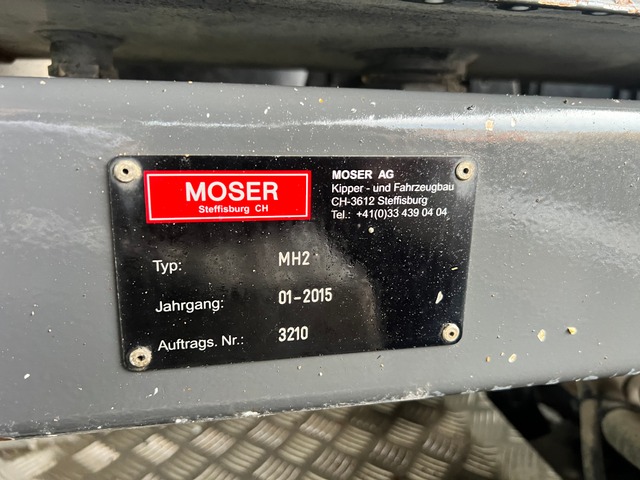 MOSER
Steffisburg CH
MOSER AG
Kipper - und Fahrzeugbau
CH-3612 Steffisburg
Tel.: +41(0)33 439 04 04
Typ: MH2
Jahrgang: 01-2015
Auftrags. Nr.: 3210